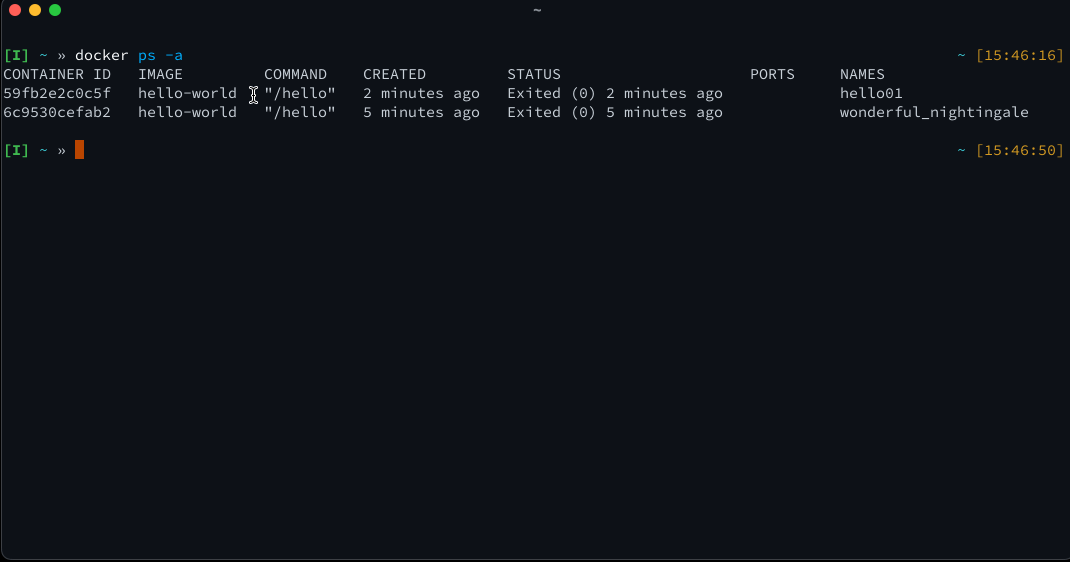 ~
[I] ~ » docker ps -a ~ [15:46:16]
CONTAINER ID IMAGE COMMAND CREATED STATUS PORTS NAMES
59fb2e2c0c5f hello-world "/hello" 2 minutes ago Exited (0) 2 minutes ago hello01
6c9530cefab2 hello-world "/hello" 5 minutes ago Exited (0) 5 minutes ago wonderful_nightingale
[I] ~ » ~ [15:46:50]